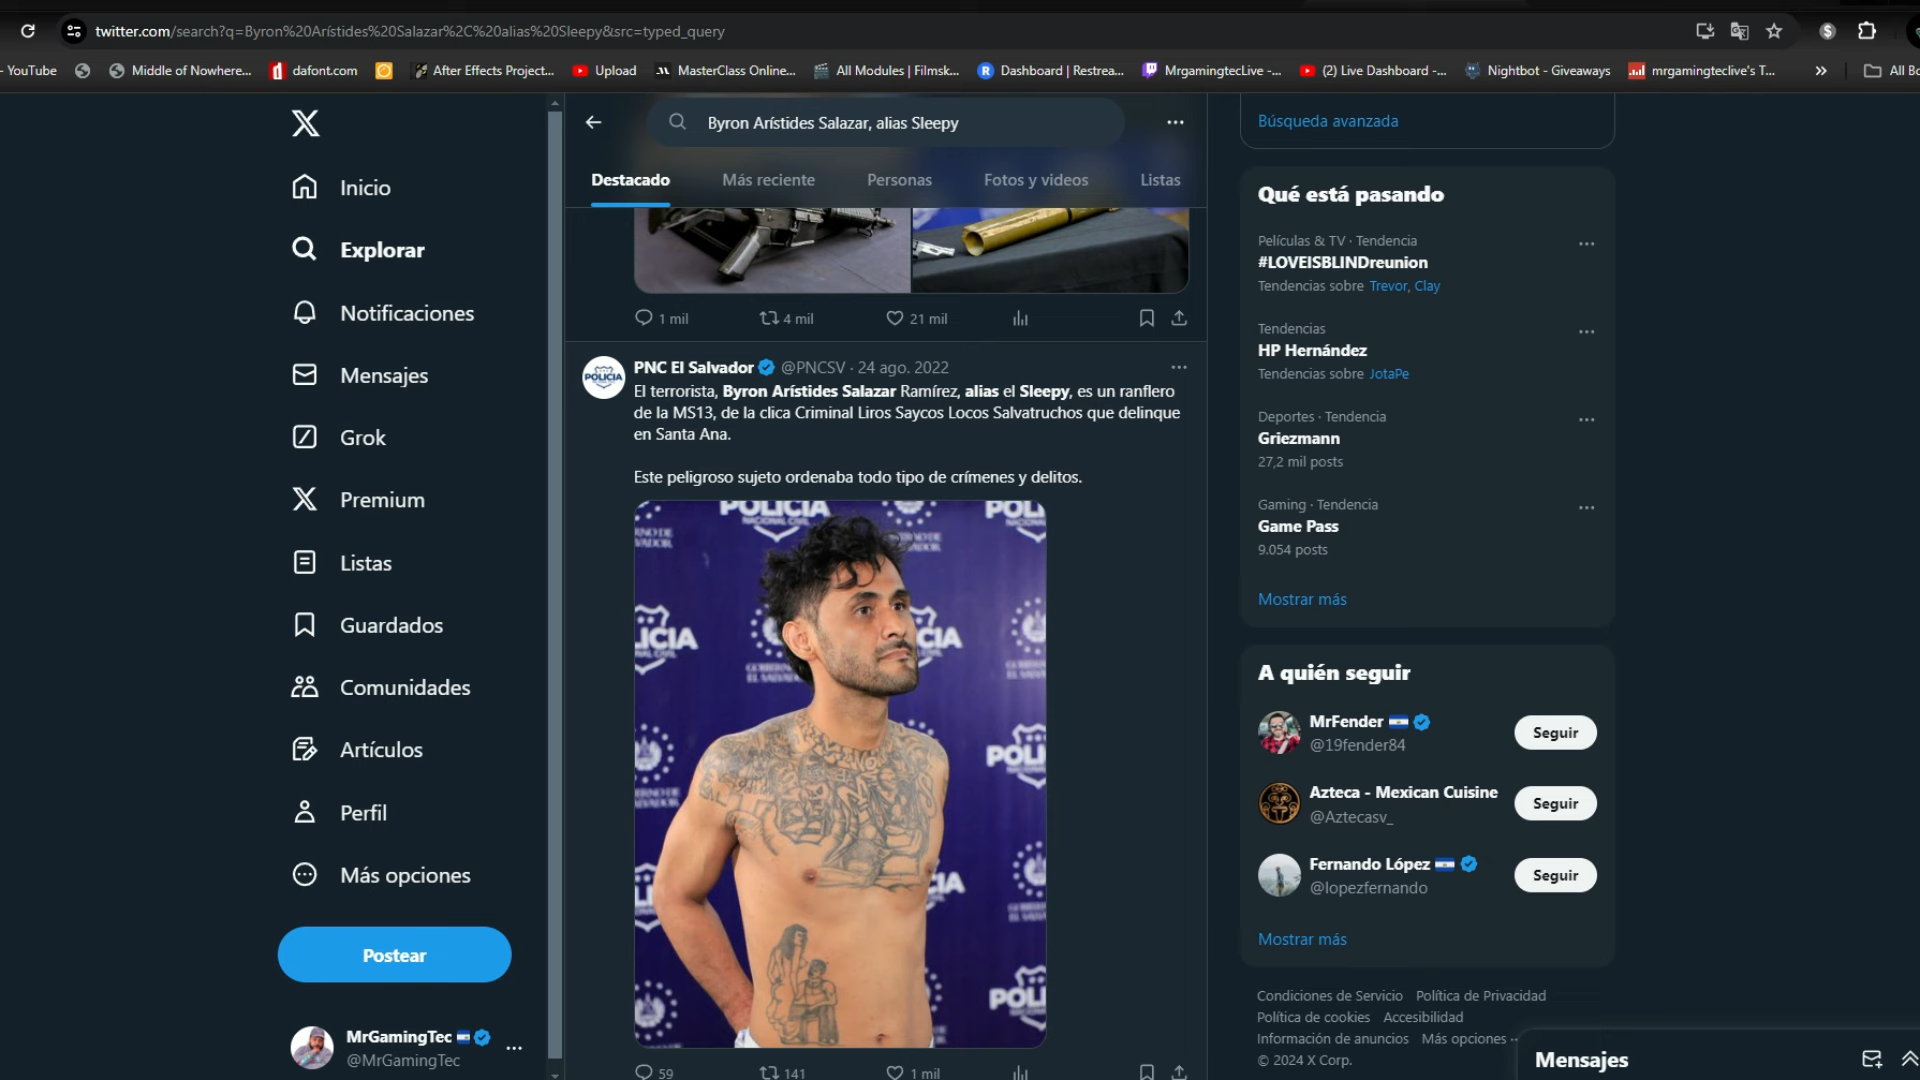 twitter.com/search?q=Byron%20Arístides%20Salazar%2C%20alias%20Sleepy&src=typed_query
- YouTube
Middle of Nowhere...
dafont.com
After Effects Project...
Upload
MasterClass Online...
All Modules | Filmsk...
Dashboard | Restrea...
MrgamingtecLive -...
(2) Live Dashboard -...
Nightbot - Giveaways
mrgamingteclive's T...
»
All Bo
X
Inicio
Explorar
Notificaciones
Mensajes
Grok
Premium
Listas
Guardados
Comunidades
Artículos
Perfil
Más opciones
Postear
MrGamingTec
@MrGamingTec
Byron Arístides Salazar, alias Sleepy
Destacado
Más reciente
Personas
Fotos y videos
Listas
1 mil
4 mil
21 mil
POLICIA
PNC El Salvador @PNCSV · 24 ago. 2022
El terrorista, Byron Arístides Salazar Ramírez, alias el Sleepy, es un ranflero
de la MS13, de la clica Criminal Liros Saycos Locos Salvatruchos que delinque
en Santa Ana.
Este peligroso sujeto ordenaba todo tipo de crímenes y delitos.
POLICIA
NACIONAL CIVIL
POLI
NACIONAL
LICIA
CIA
POLI
POLI
59
141
1 mil
Búsqueda avanzada
Qué está pasando
Películas & TV · Tendencia
#LOVEISBLINDreunion
Tendencias sobre Trevor, Clay
Tendencias
HP Hernández
Tendencias sobre JotaPe
Deportes · Tendencia
Griezmann
27,2 mil posts
Gaming · Tendencia
Game Pass
9.054 posts
Mostrar más
A quién seguir
MrFender
@19fender84
Seguir
Azteca - Mexican Cuisine
@Aztecasv_
Seguir
Fernando López
@lopezfernando
Seguir
Mostrar más
Condiciones de Servicio Política de Privacidad
Política de cookies Accesibilidad
Información de anuncios Más opciones ···
© 2024 X Corp.
Mensajes